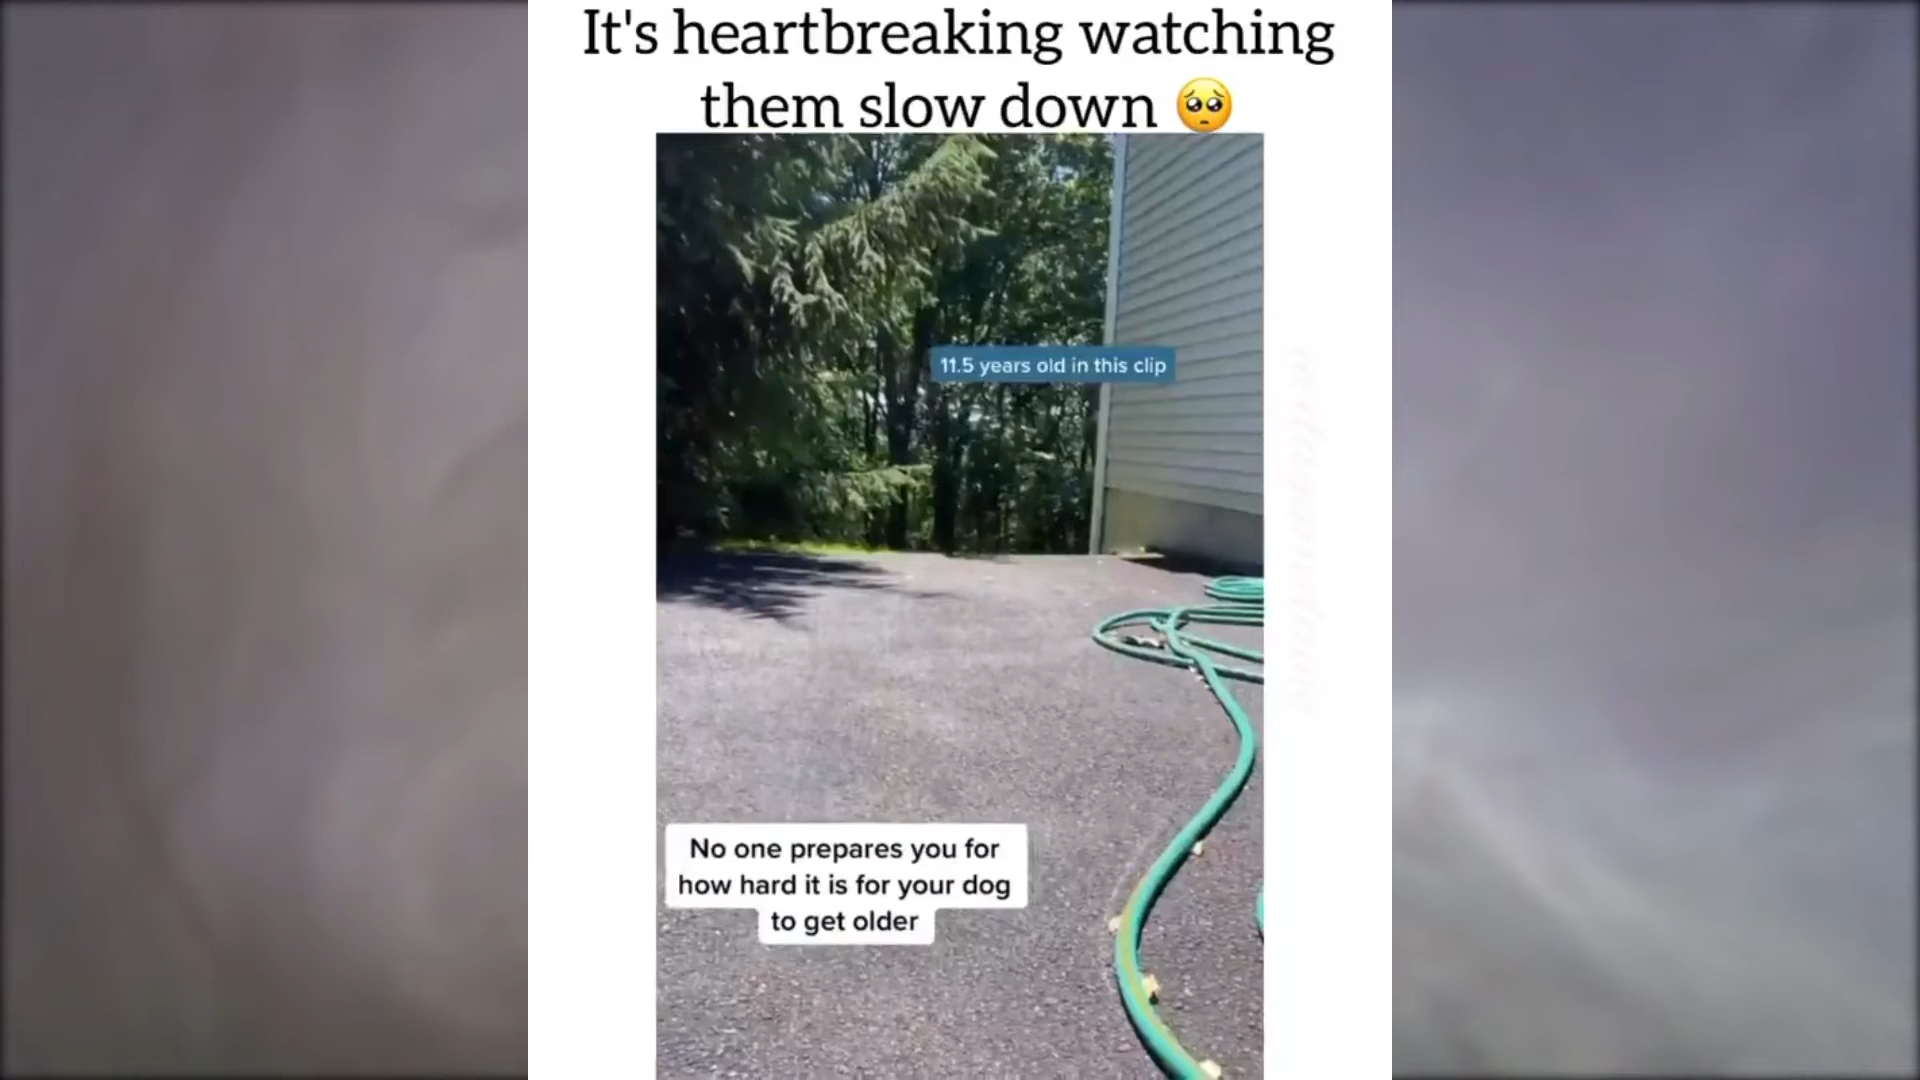 It's heartbreaking watching
them slow down 🥺
11.5 years old in this clip
No one prepares you for
how hard it is for your dog
to get older